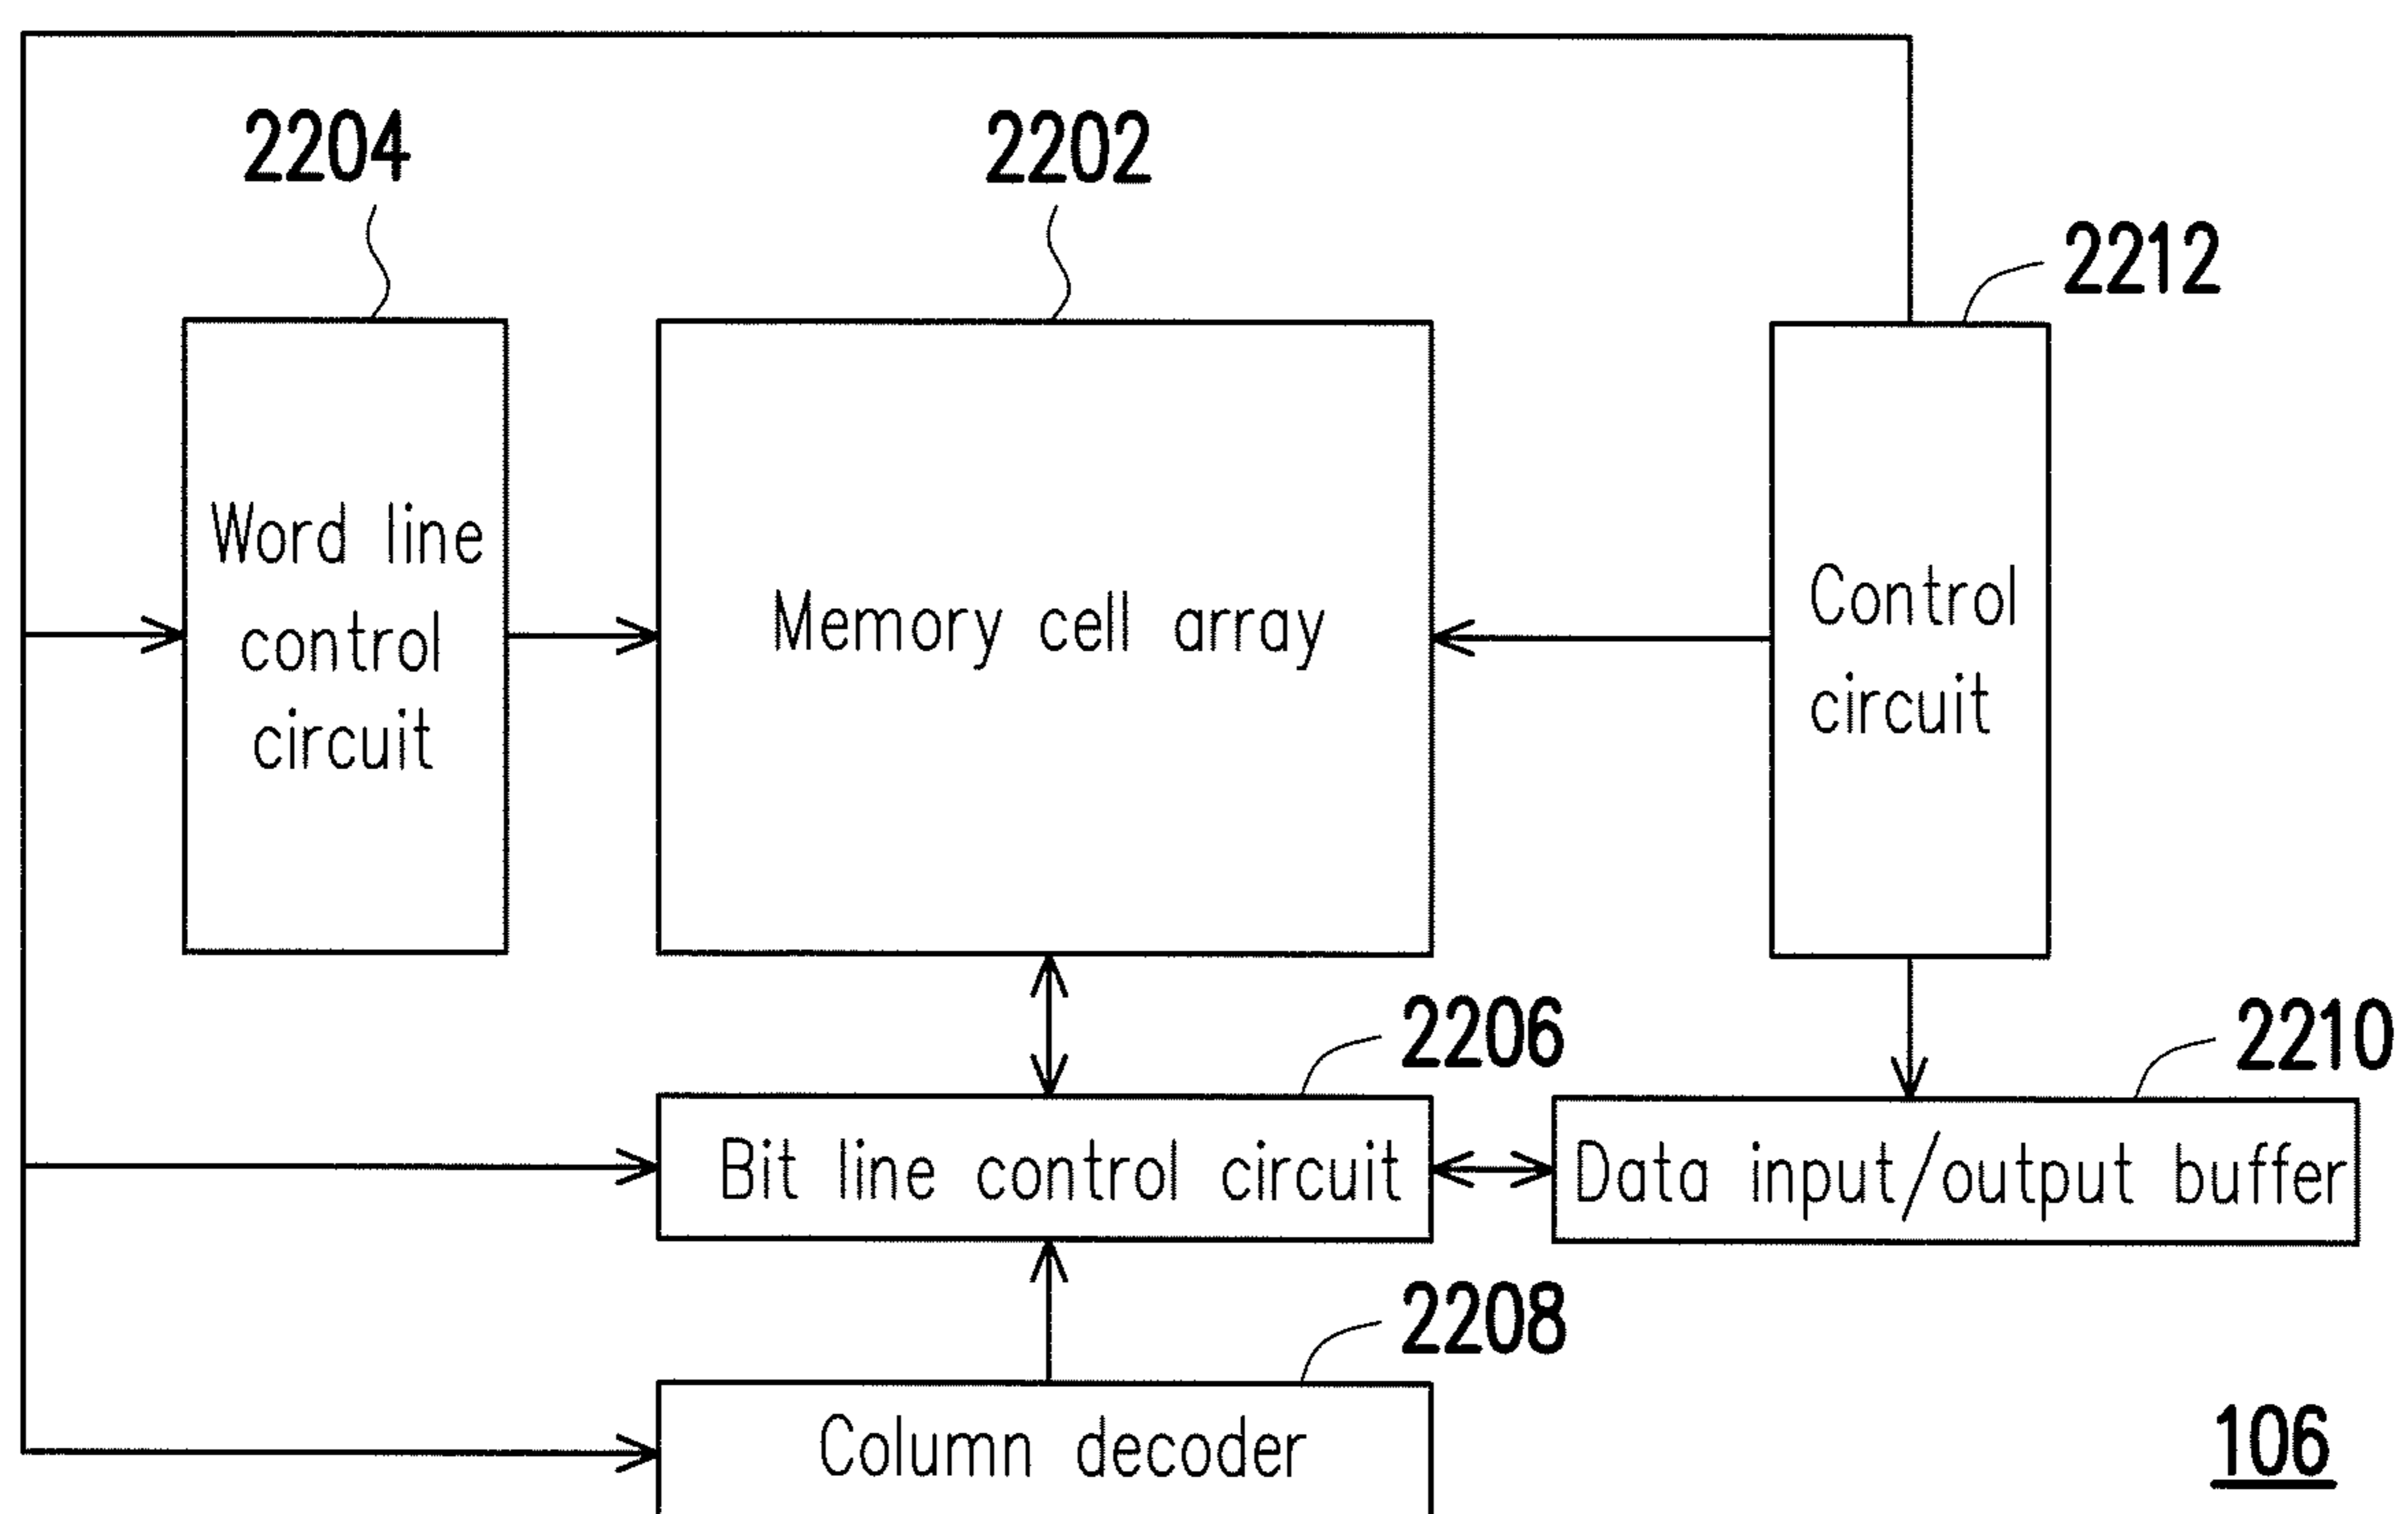 2204
2202
2212
Word line
control
circuit
Memory cell array
Control
circuit
2206
2210
Bit line control circuit
Data input/output buffer
2208
Column decoder
106